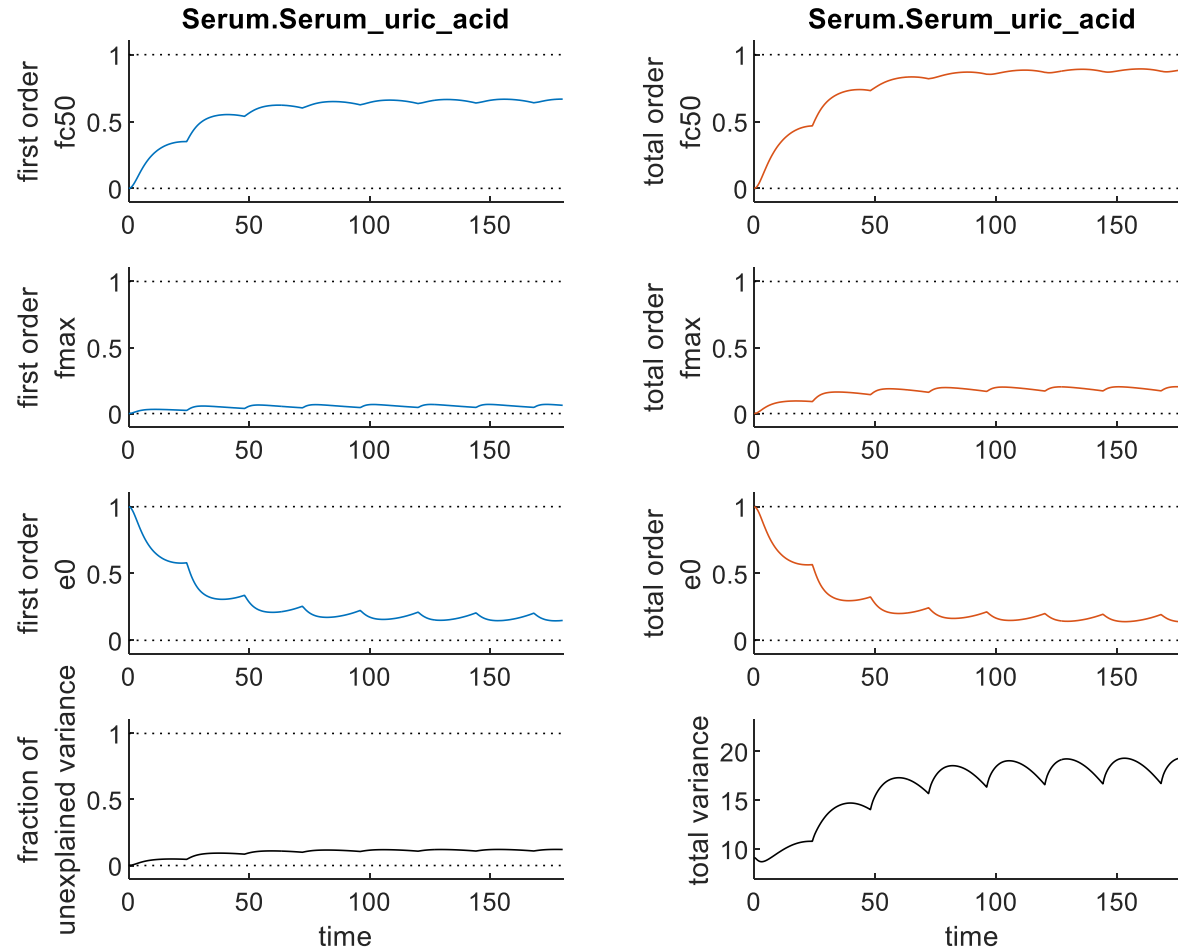 Serum.Serum_uric_acid
first order
fc50
1
0.5
0
0 50 100 150
Serum.Serum_uric_acid
total order
fc50
1
0.5
0
0 50 100 150
first order
fmax
1
0.5
0
0 50 100 150
total order
fmax
1
0.5
0
0 50 100 150
first order
e0
1
0.5
0
0 50 100 150
total order
e0
1
0.5
0
0 50 100 150
fraction of
unexplained variance
1
0.5
0
0 50 100 150
time
total variance
20
15
10
0 50 100 150
time